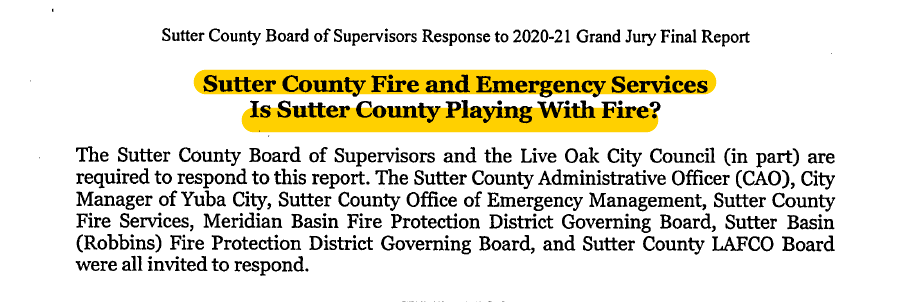 Sutter County Board of Supervisors Response to 2020-21 Grand Jury Final Report
Sutter County Fire and Emergency Services
Is Sutter County Playing With Fire?
The Sutter County Board of Supervisors and the Live Oak City Council (in part) are
required to respond to this report. The Sutter County Administrative Officer (CAO), City
Manager of Yuba City, Sutter County Office of Emergency Management, Sutter County
Fire Services, Meridian Basin Fire Protection District Governing Board, Sutter Basin
(Robbins) Fire Protection District Governing Board, and Sutter County LAFCO Board
were all invited to respond.